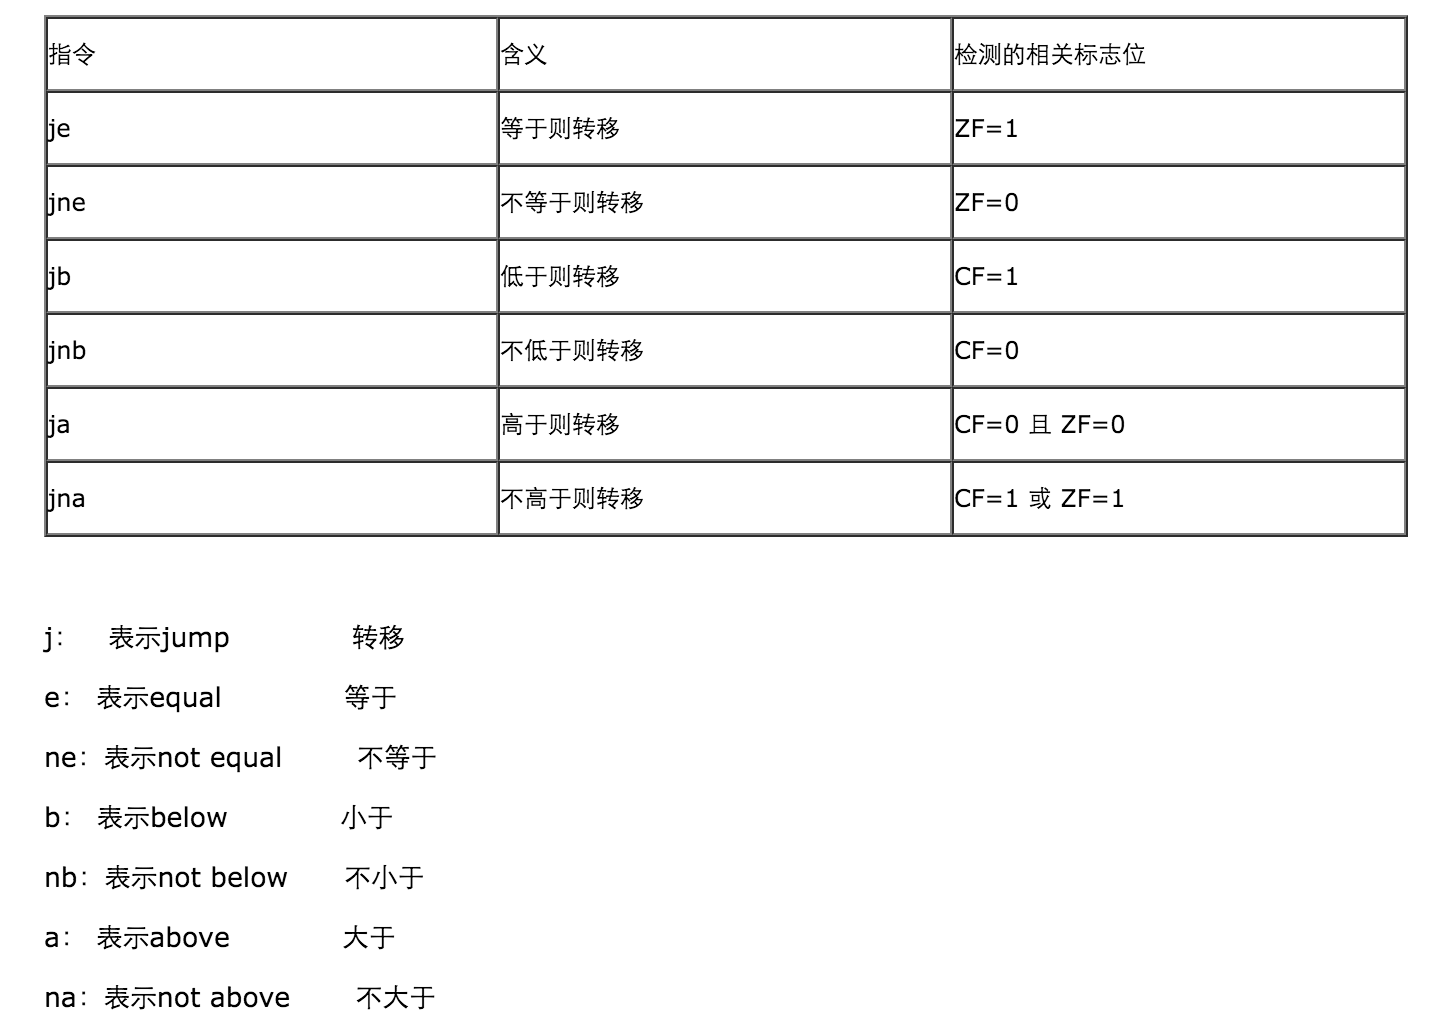 指令 含义 检测的相关标志位
je 等于则转移 ZF=1
jne 不等于则转移 ZF=0
jb 低于则转移 CF=1
jnb 不低于则转移 CF=0
ja 高于则转移 CF=0 且 ZF=0
jna 不高于则转移 CF=1 或 ZF=1
j： 表示jump 转移
e： 表示equal 等于
ne：表示not equal 不等于
b： 表示below 小于
nb：表示not below 不小于
a： 表示above 大于
na：表示not above 不大于